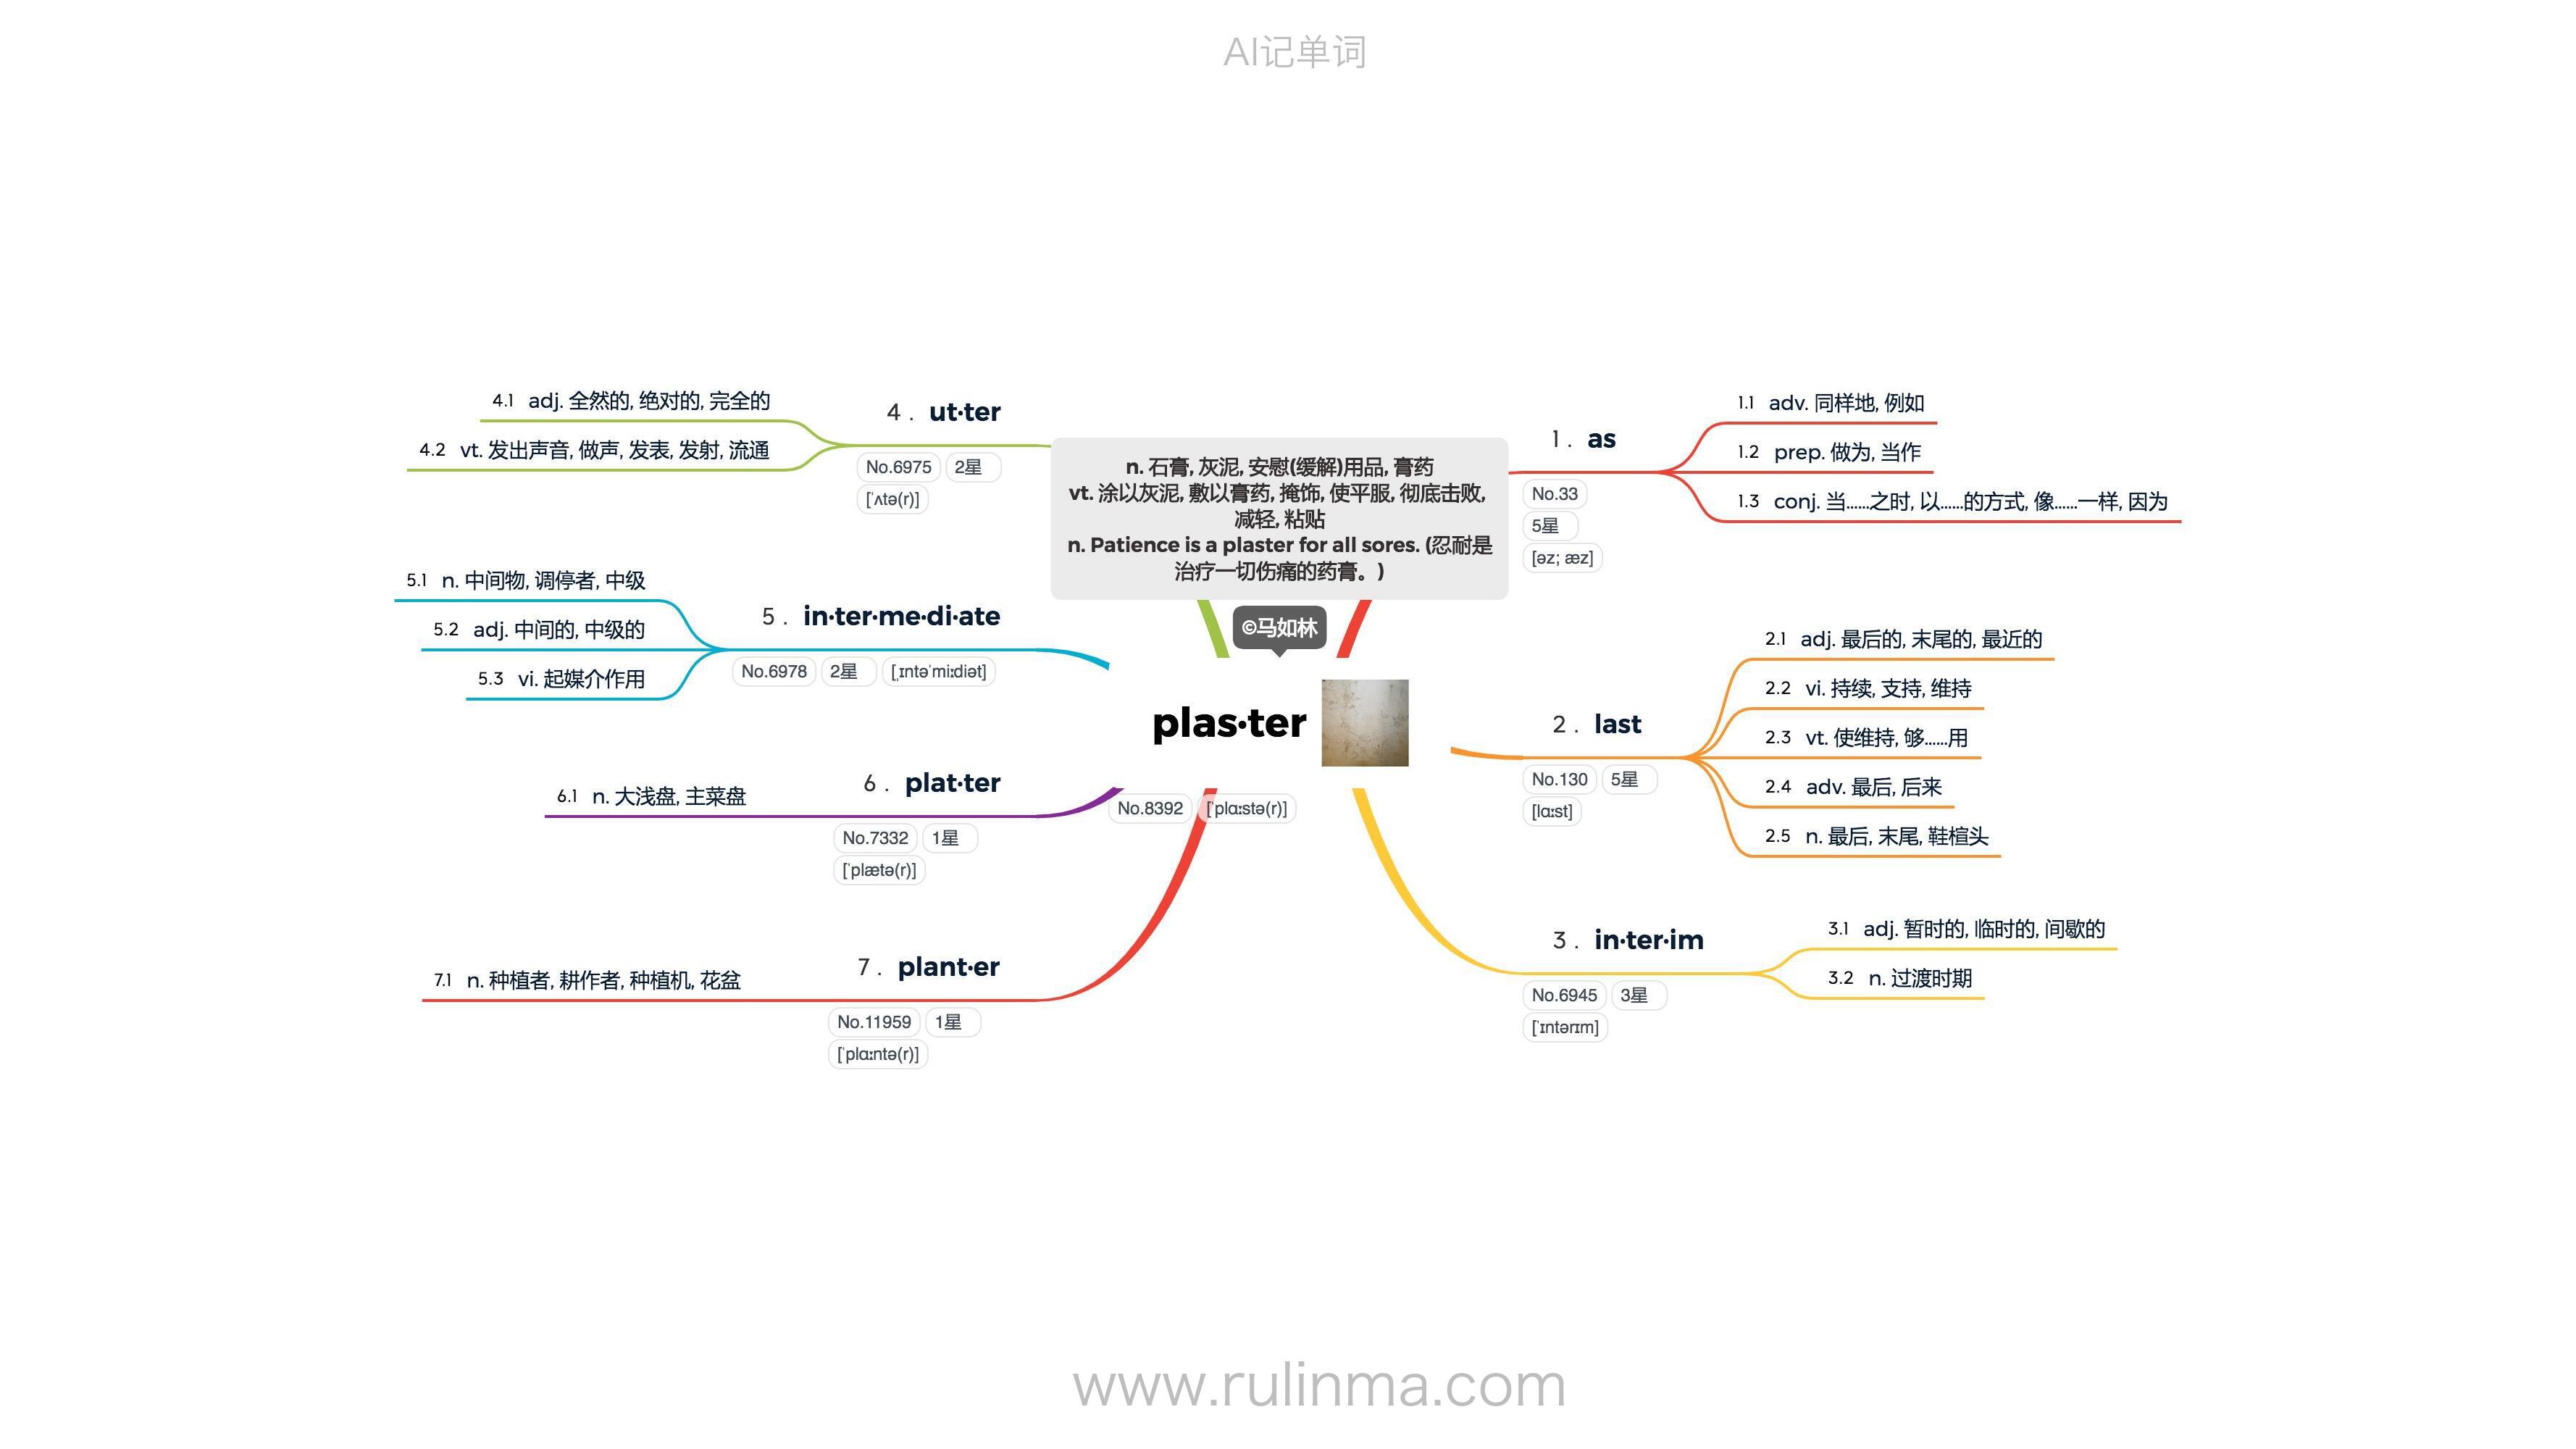 AI记单词
n. 石膏, 灰泥, 安慰(缓解)用品, 膏药
vt. 涂以灰泥, 敷以膏药, 掩饰, 使平服, 彻底击败,
减轻, 粘贴
n. Patience is a plaster for all sores. (忍耐是
治疗一切伤痛的药膏。)
©马如林
plas·ter
No.8392 [ˈplɑːstə(r)]
1 . as
No.33
5星
[əz; æz]
1.1 adv. 同样地, 例如
1.2 prep. 做为, 当作
1.3 conj. 当……之时, 以……的方式, 像……一样, 因为
2 . last
No.130 5星
[lɑːst]
2.1 adj. 最后的, 末尾的, 最近的
2.2 vi. 持续, 支持, 维持
2.3 vt. 使维持, 够……用
2.4 adv. 最后, 后来
2.5 n. 最后, 末尾, 鞋楦头
3 . in·ter·im
No.6945 3星
[ˈɪntərɪm]
3.1 adj. 暂时的, 临时的, 间歇的
3.2 n. 过渡时期
4 . ut·ter
No.6975 2星
[ˈʌtə(r)]
4.1 adj. 全然的, 绝对的, 完全的
4.2 vt. 发出声音, 做声, 发表, 发射, 流通
5 . in·ter·me·di·ate
No.6978 2星 [ˌɪntəˈmiːdiət]
5.1 n. 中间物, 调停者, 中级
5.2 adj. 中间的, 中级的
5.3 vi. 起媒介作用
6 . plat·ter
No.7332 1星
[ˈplætə(r)]
6.1 n. 大浅盘, 主菜盘
7 . plant·er
No.11959 1星
[ˈplɑːntə(r)]
7.1 n. 种植者, 耕作者, 种植机, 花盆
www.rulinma.com